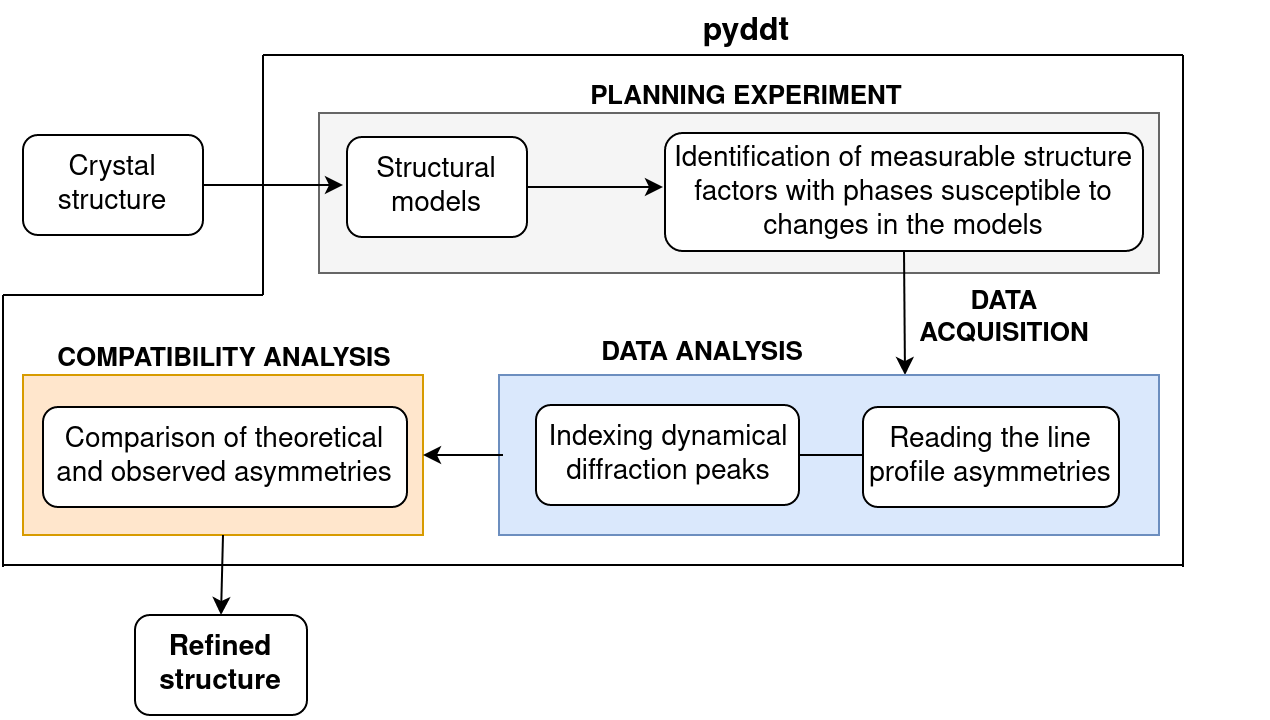 pyddt
PLANNING EXPERIMENT
Crystal
structure
Structural
models
Identification of measurable structure
factors with phases susceptible to
changes in the models
DATA
ACQUISITION
COMPATIBILITY ANALYSIS
DATA ANALYSIS
Comparison of theoretical
and observed asymmetries
Indexing dynamical
diffraction peaks
Reading the line
profile asymmetries
Refined
structure